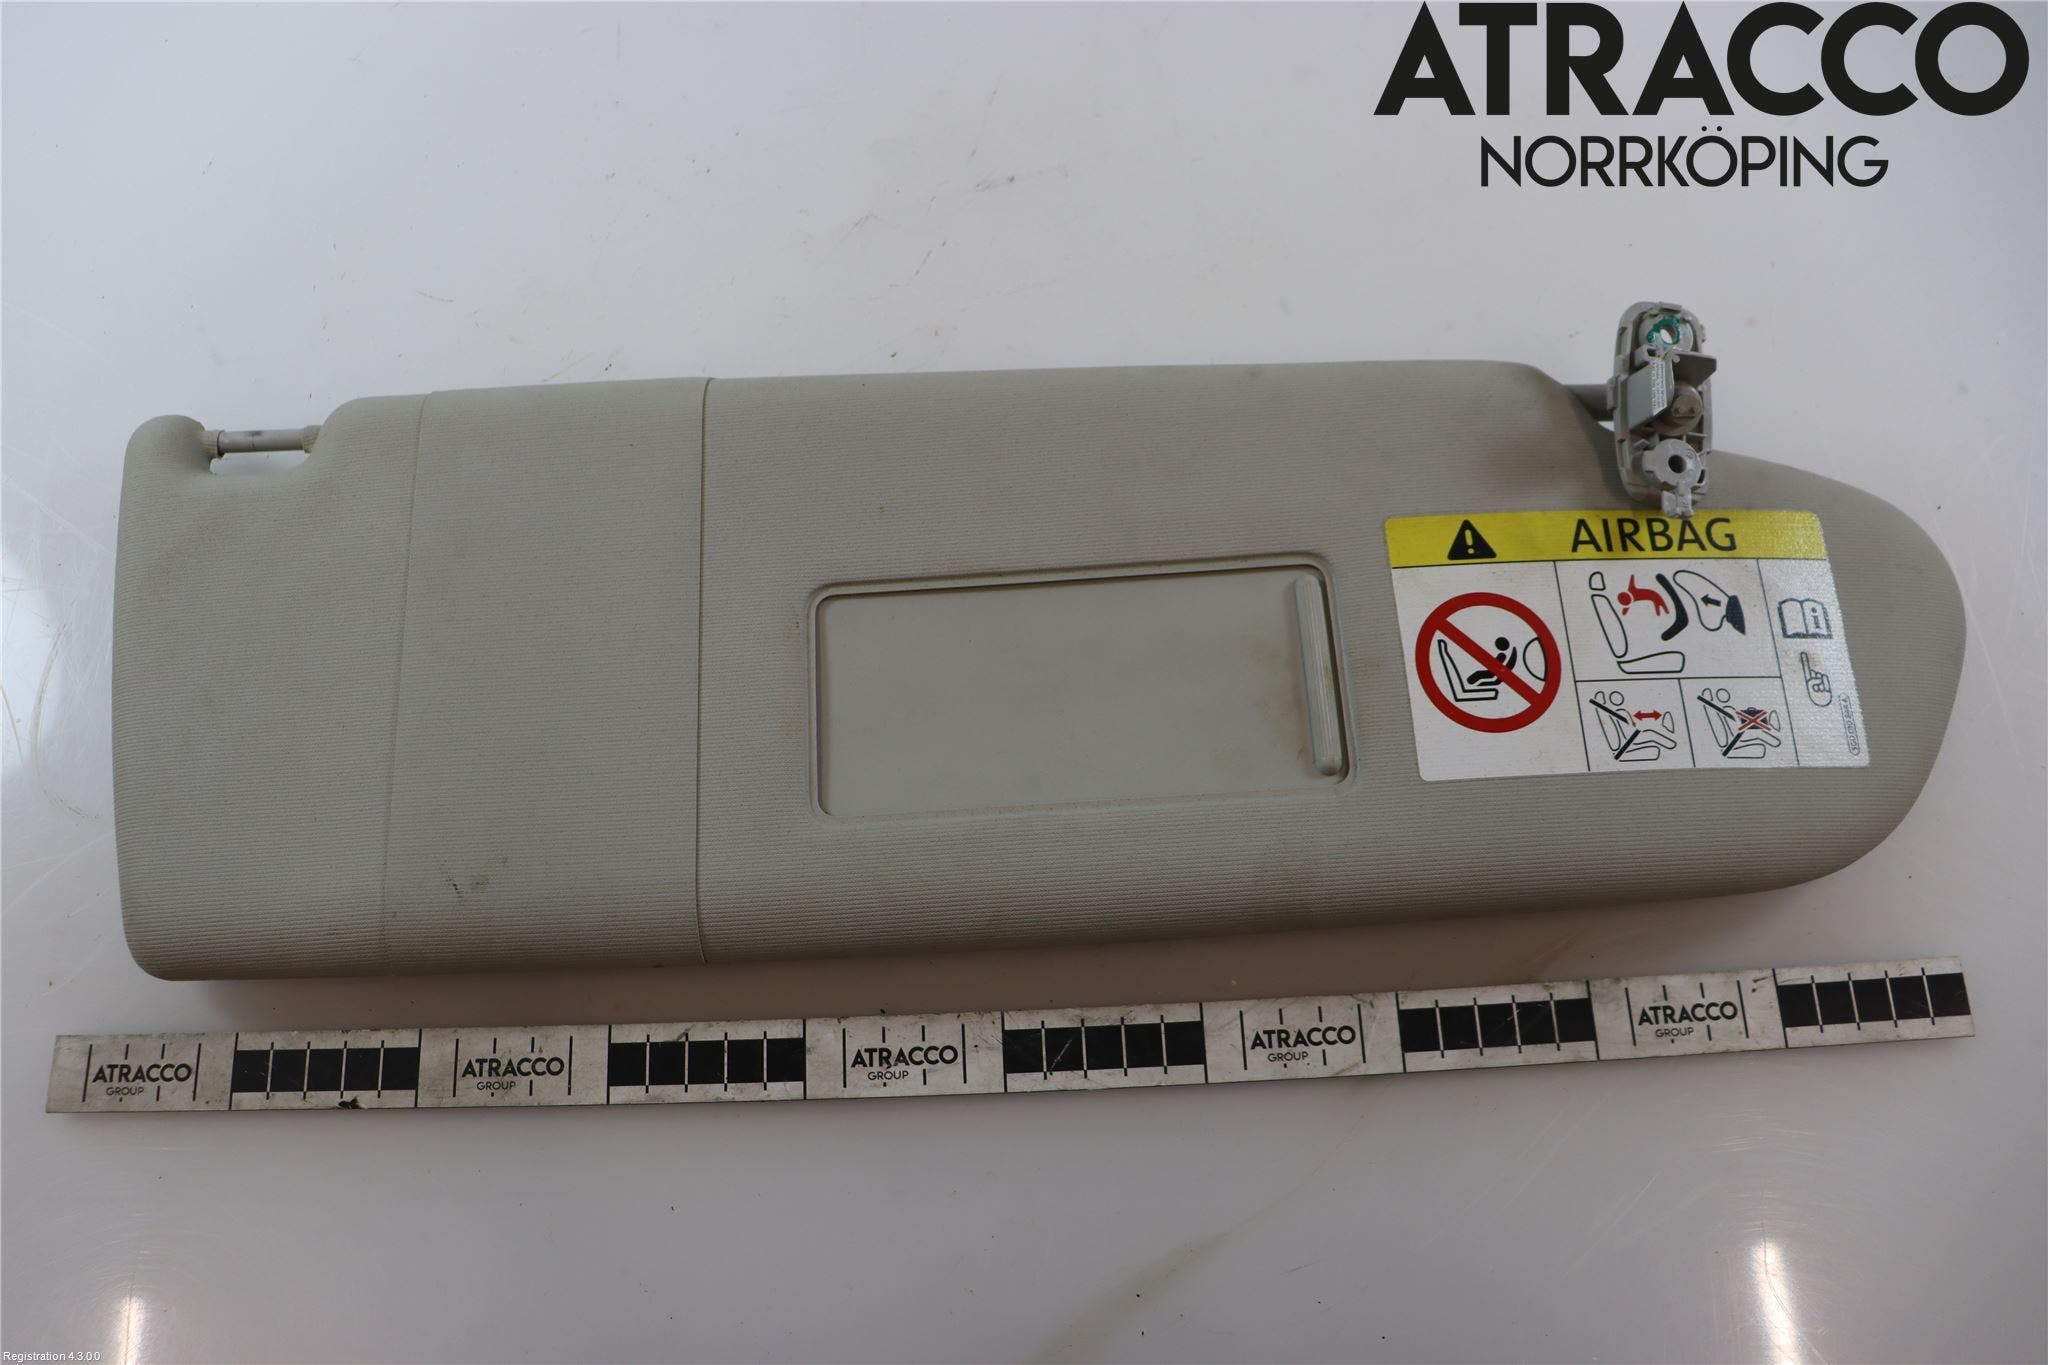 ATRACCO
NORRKÖPING
AIRBAG
ATRACCO
GROUP
ATRACCO
GROUP
ATRACCO
GROUP
ATRACCO
GROUP
ATRACCO
GROUP
Registration 4.3.0.0